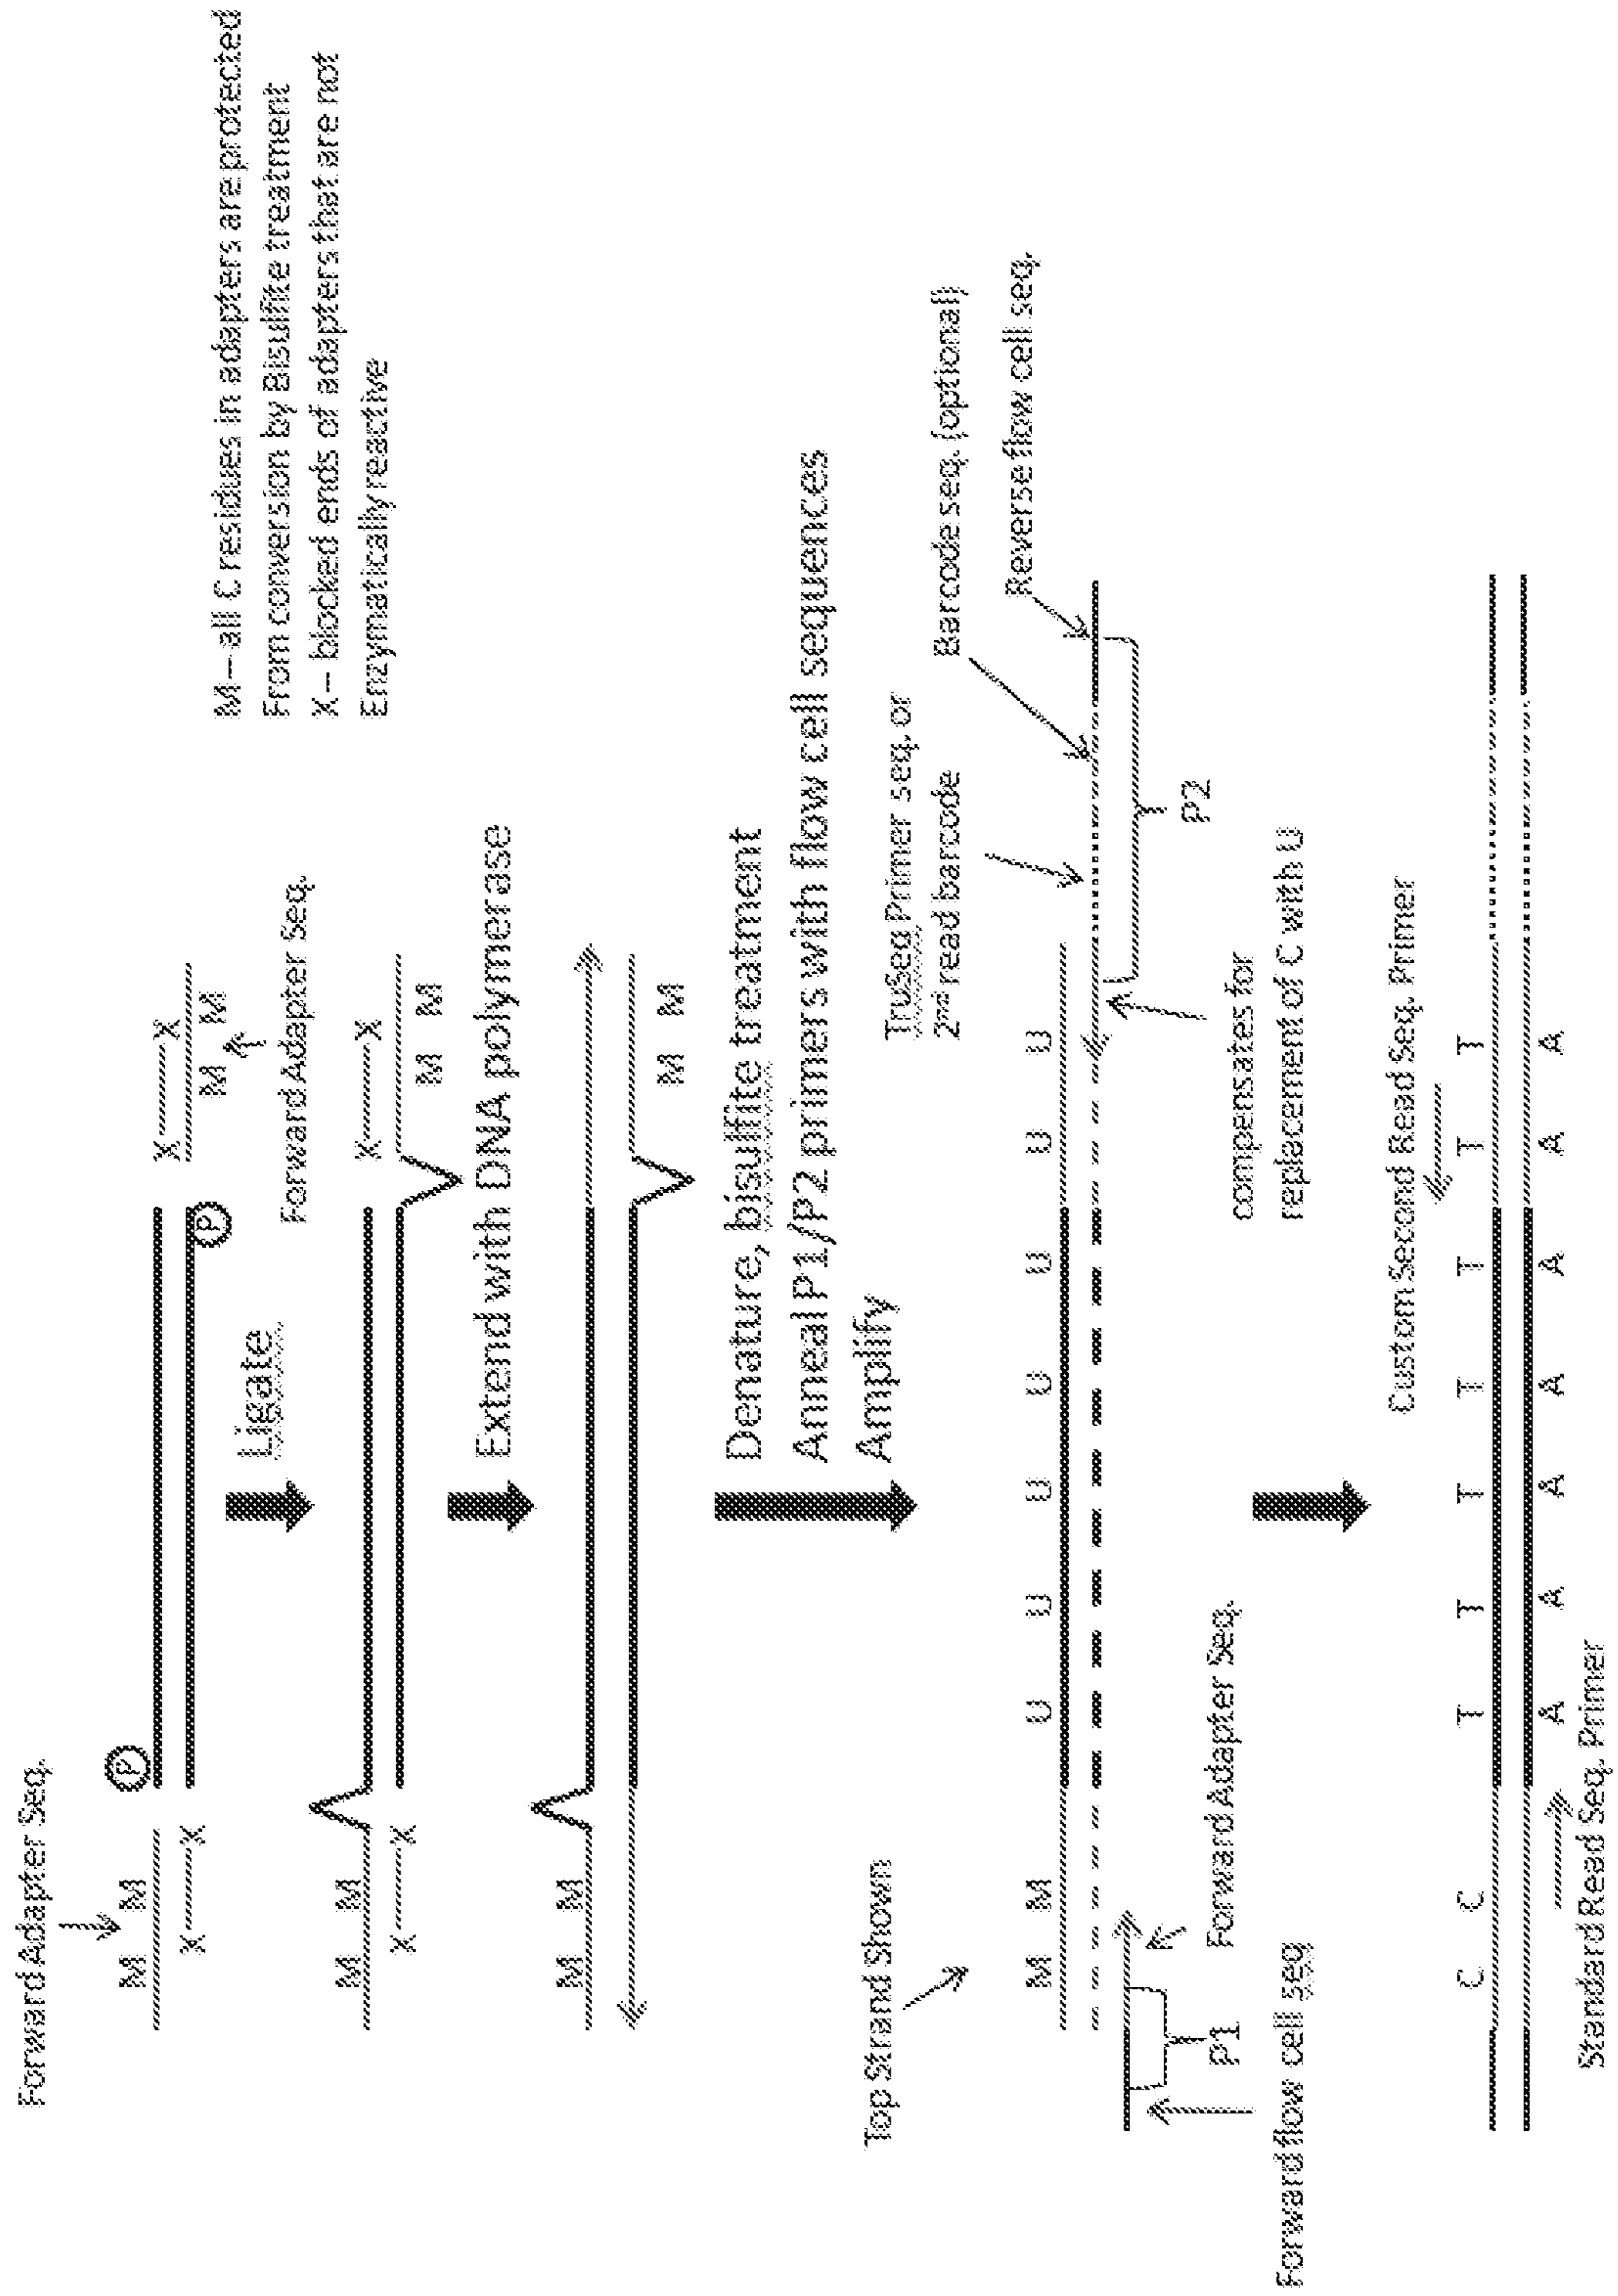 Forward Adapter Seq.
P
M M
X X
X X
P
M M
Forward Adapter Seq.
M – all C residues in adapters are protected
From conversion by Bisulfite treatment
X – blocked ends of adapters that are not
Enzymatically reactive
Ligate
M M
X X
X X
M M
Extend with DNA polymerase
M M
M M
Denature, bisulfite treatment
Anneal P1/P2 primers with flow cell sequences
Amplify
Top Strand Shown
TruSeq Primer seq. or
2nd read barcode
Barcode seq. (optional)
Reverse flow cell seq.
M M U U U U U U U
P1
Forward Adapter Seq.
Forward flow cell seq
compensates for
replacement of C with U
P2
Custom Second Read Seq. Primer
C C T T T T T T T
A A A A A A A
Standard Read Seq. Primer